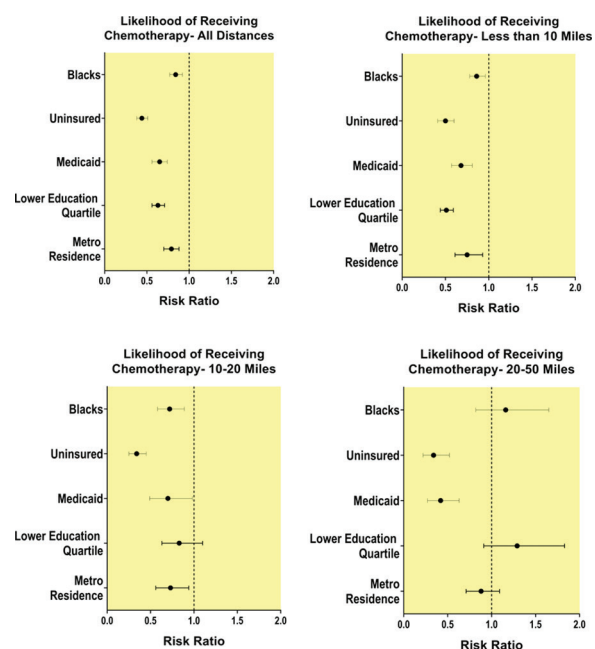 Likelihood of Receiving
Chemotherapy- All Distances
Blacks
Uninsured
Medicaid
Lower Education
Quartile
Metro
Residence
0.0 0.5 1.0 1.5 2.0
Risk Ratio
Likelihood of Receiving
Chemotherapy- Less than 10 Miles
Blacks
Uninsured
Medicaid
Lower Education
Quartile
Metro
Residence
0.0 0.5 1.0 1.5 2.0
Risk Ratio
Likelihood of Receiving
Chemotherapy- 10-20 Miles
Blacks
Uninsured
Medicaid
Lower Education
Quartile
Metro
Residence
0.0 0.5 1.0 1.5 2.0
Risk Ratio
Likelihood of Receiving
Chemotherapy- 20-50 Miles
Blacks
Uninsured
Medicaid
Lower Education
Quartile
Metro
Residence
0.0 0.5 1.0 1.5 2.0
Risk Ratio